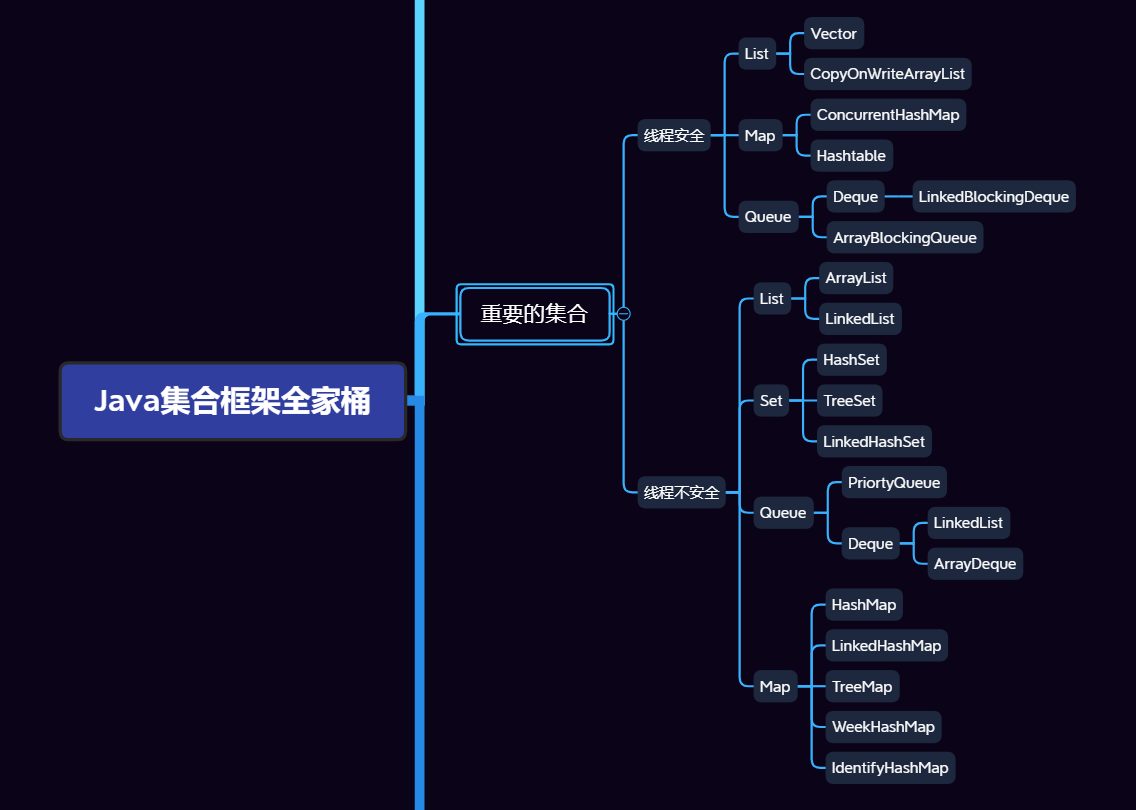 Java集合框架全家桶
重要的集合
线程安全
List
Vector
CopyOnWriteArrayList
Map
ConcurrentHashMap
Hashtable
Queue
Deque
LinkedBlockingDeque
ArrayBlockingQueue
线程不安全
List
ArrayList
LinkedList
Set
HashSet
TreeSet
LinkedHashSet
Queue
PriortyQueue
Deque
LinkedList
ArrayDeque
Map
HashMap
LinkedHashMap
TreeMap
WeekHashMap
IdentifyHashMap